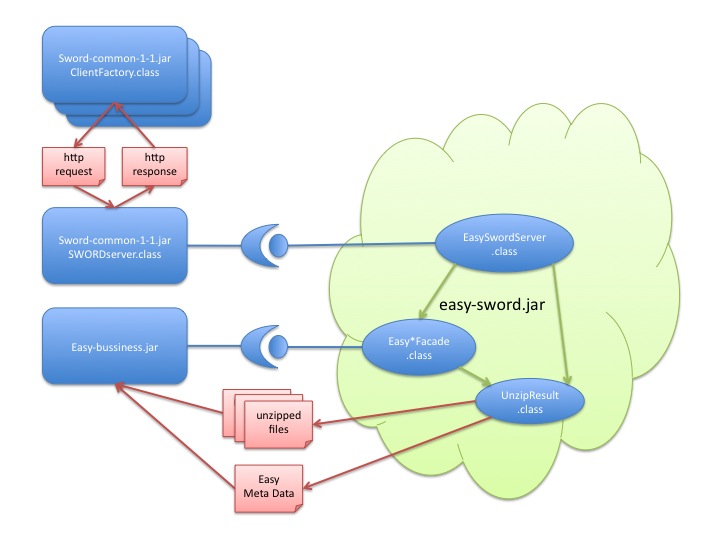 Sword-common-1-1.jar
ClientFactory.class
http
request
http
response
Sword-common-1-1.jar
SWORDserver.class
EasySwordServer
.class
easy-sword.jar
Easy-bussiness.jar
Easy*Facade
.class
UnzipResult
.class
unzipped
files
Easy
Meta Data